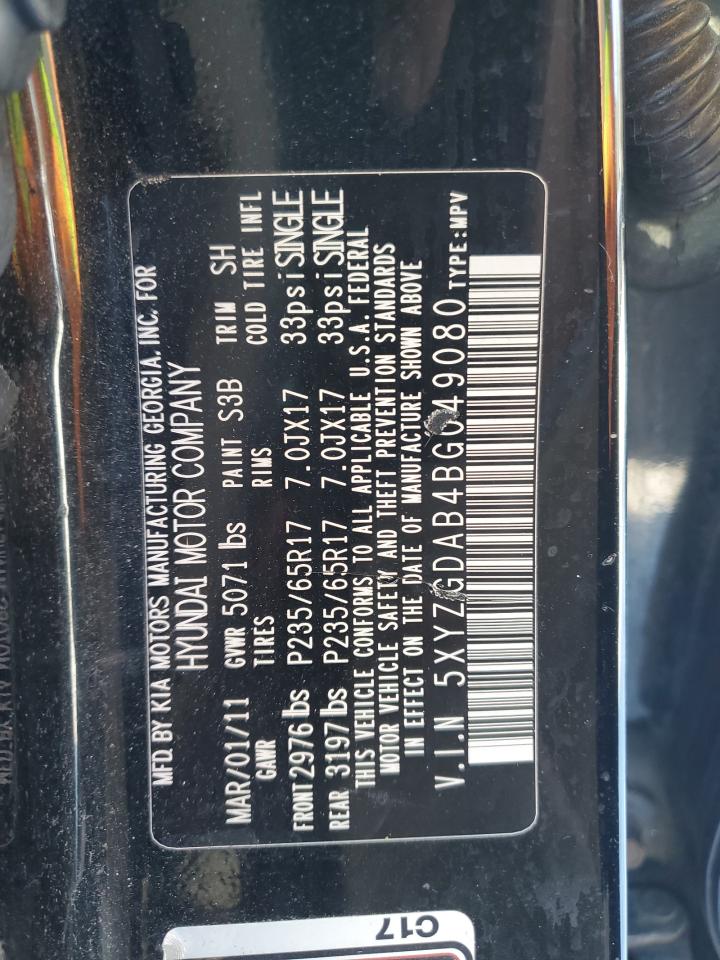 MFD. BY KIA MOTORS MANUFACTURING GEORGIA, INC. FOR
HYUNDAI MOTOR COMPANY
MAR/01/11 GVWR 5071 lbs PAINT S3B TRIM SH
GAWR TIRES RIMS COLD TIRE INFL
FRONT 2976 lbs P235/65R17 7.0JX17 33psi SINGLE
REAR 3197 lbs P235/65R17 7.0JX17 33psi SINGLE
THIS VEHICLE CONFORMS TO ALL APPLICABLE U.S.A. FEDERAL
MOTOR VEHICLE SAFETY AND THEFT PREVENTION STANDARDS
IN EFFECT ON THE DATE OF MANUFACTURE SHOWN ABOVE
V.I.N 5XYZGDAB4BG049080 TYPE:MPV
C17